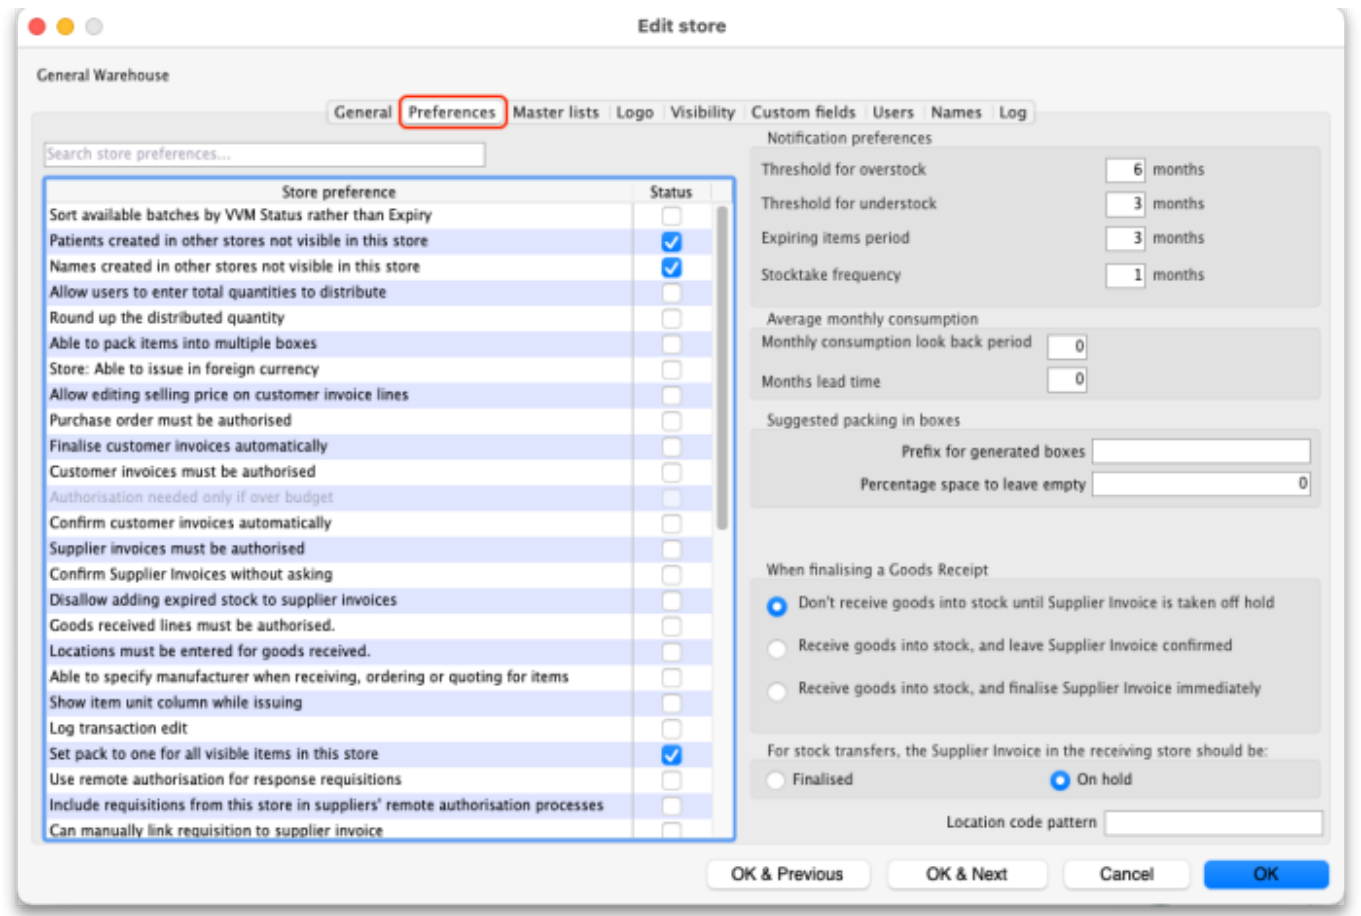 Edit store
General Warehouse
General Preferences Master lists Logo Visibility Custom fields Users Names Log
Search store preferences...
Store preference Status
Sort available batches by VVM Status rather than Expiry
Patients created in other stores not visible in this store
Names created in other stores not visible in this store
Allow users to enter total quantities to distribute
Round up the distributed quantity
Able to pack items into multiple boxes
Store: Able to issue in foreign currency
Allow editing selling price on customer invoice lines
Purchase order must be authorised
Finalise customer invoices automatically
Customer invoices must be authorised
Authorisation needed only if over budget
Confirm customer invoices automatically
Supplier invoices must be authorised
Confirm Supplier Invoices without asking
Disallow adding expired stock to supplier invoices
Goods received lines must be authorised.
Locations must be entered for goods received.
Able to specify manufacturer when receiving, ordering or quoting for items
Show item unit column while issuing
Log transaction edit
Set pack to one for all visible items in this store
Use remote authorisation for response requisitions
Include requisitions from this store in suppliers' remote authorisation processes
Can manually link requisition to supplier invoice
Notification preferences
Threshold for overstock 6 months
Threshold for understock 3 months
Expiring items period 3 months
Stocktake frequency 1 months
Average monthly consumption
Monthly consumption look back period 0
Months lead time 0
Suggested packing in boxes
Prefix for generated boxes
Percentage space to leave empty 0
When finalising a Goods Receipt
Don't receive goods into stock until Supplier Invoice is taken off hold
Receive goods into stock, and leave Supplier Invoice confirmed
Receive goods into stock, and finalise Supplier Invoice immediately
For stock transfers, the Supplier Invoice in the receiving store should be:
Finalised On hold
Location code pattern
OK & Previous OK & Next Cancel OK